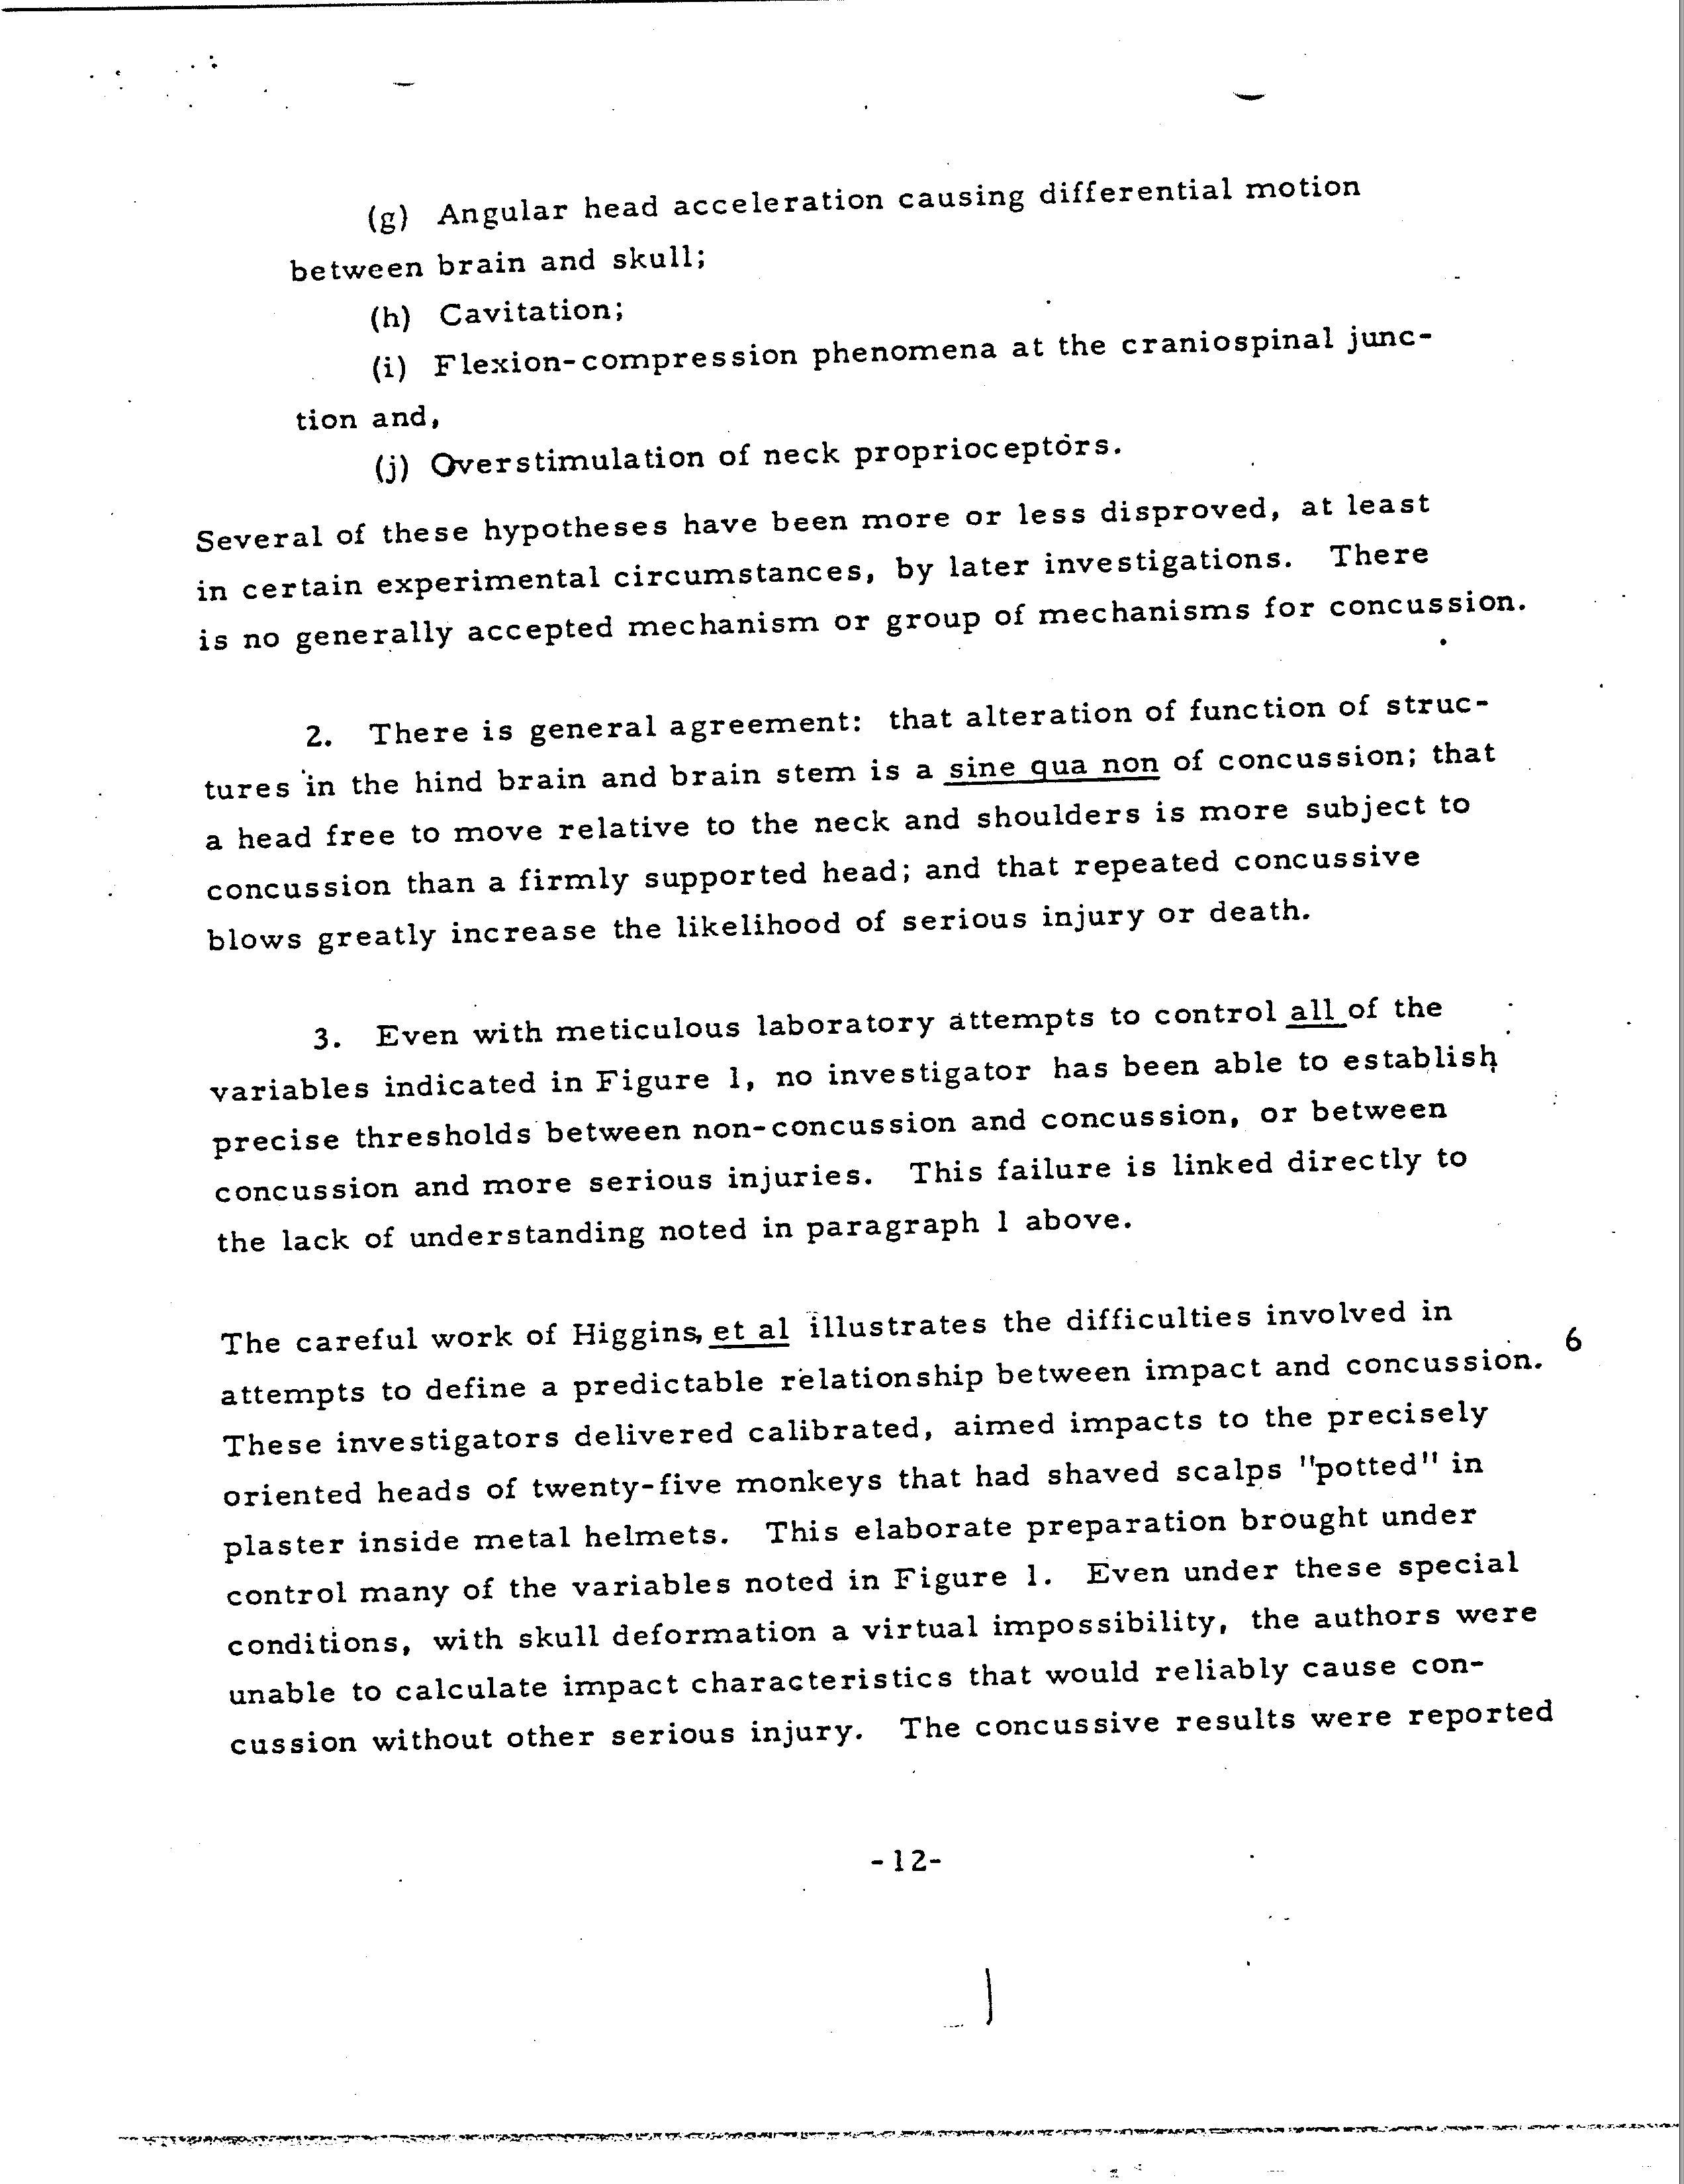 (g) Angular head acceleration causing differential motion
between brain and skull;
(h) Cavitation;
(i) Flexion-compression phenomena at the craniospinal junc-
tion and,
(j) Overstimulation of neck proprioceptors.
Several of these hypotheses have been more or less disproved, at least
in certain experimental circumstances, by later investigations. There
is no generally accepted mechanism or group of mechanisms for concussion.
2. There is general agreement: that alteration of function of struc-
tures in the hind brain and brain stem is a sine qua non of concussion; that
a head free to move relative to the neck and shoulders is more subject to
concussion than a firmly supported head; and that repeated concussive
blows greatly increase the likelihood of serious injury or death.
3. Even with meticulous laboratory attempts to control all of the
variables indicated in Figure 1, no investigator has been able to establish
precise thresholds between non-concussion and concussion, or between
concussion and more serious injuries. This failure is linked directly to
the lack of understanding noted in paragraph 1 above.
The careful work of Higgins, et al illustrates the difficulties involved in
attempts to define a predictable relationship between impact and concussion. 6
These investigators delivered calibrated, aimed impacts to the precisely
oriented heads of twenty-five monkeys that had shaved scalps "potted" in
plaster inside metal helmets. This elaborate preparation brought under
control many of the variables noted in Figure 1. Even under these special
conditions, with skull deformation a virtual impossibility, the authors were
unable to calculate impact characteristics that would reliably cause con-
cussion without other serious injury. The concussive results were reported
-12-